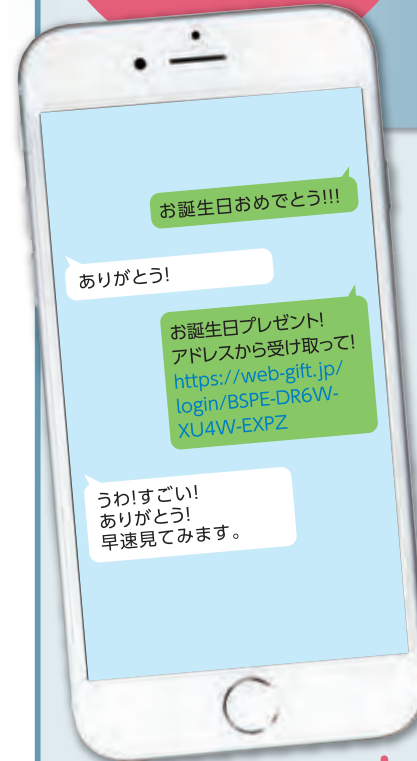 お誕生日おめでとう!!!
ありがとう!
お誕生日プレゼント!
アドレスから受け取って!
https://web-gift.jp/
login/BSPE-DR6W-
XU4W-EXPZ
うわ!すごい!
ありがとう!
早速見てみます。